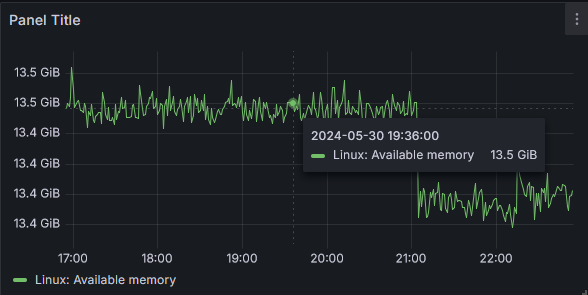 Panel Title
13.5 GiB
13.5 GiB
13.4 GiB
13.4 GiB
13.4 GiB
13.4 GiB
2024-05-30 19:36:00
Linux: Available memory 13.5 GiB
17:00 18:00 19:00 20:00 21:00 22:00
Linux: Available memory